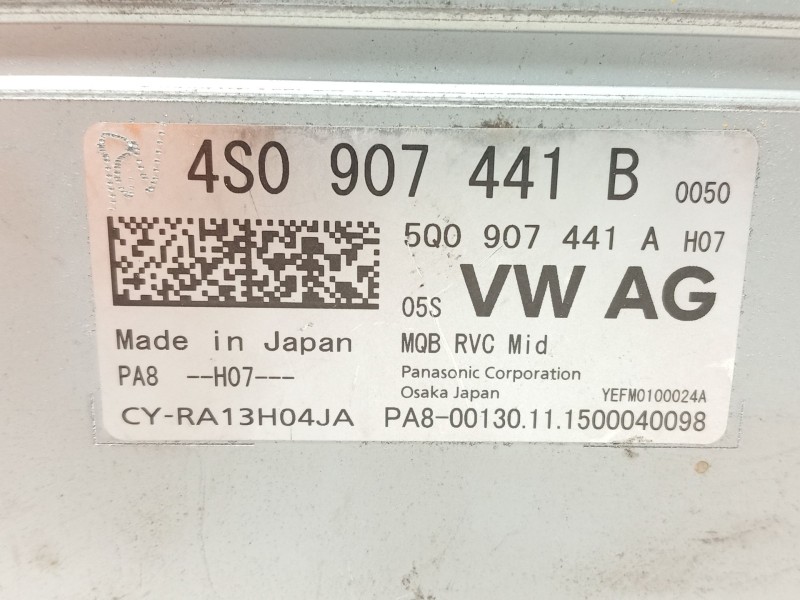 4S0 907 441 B 0050
5Q0 907 441 A H07
05S VW AG
Made in Japan MQB RVC Mid
PA8 --H07--- Panasonic Corporation
Osaka Japan YEFM0100024A
CY-RA13H04JA PA8-00130.11.1500040098